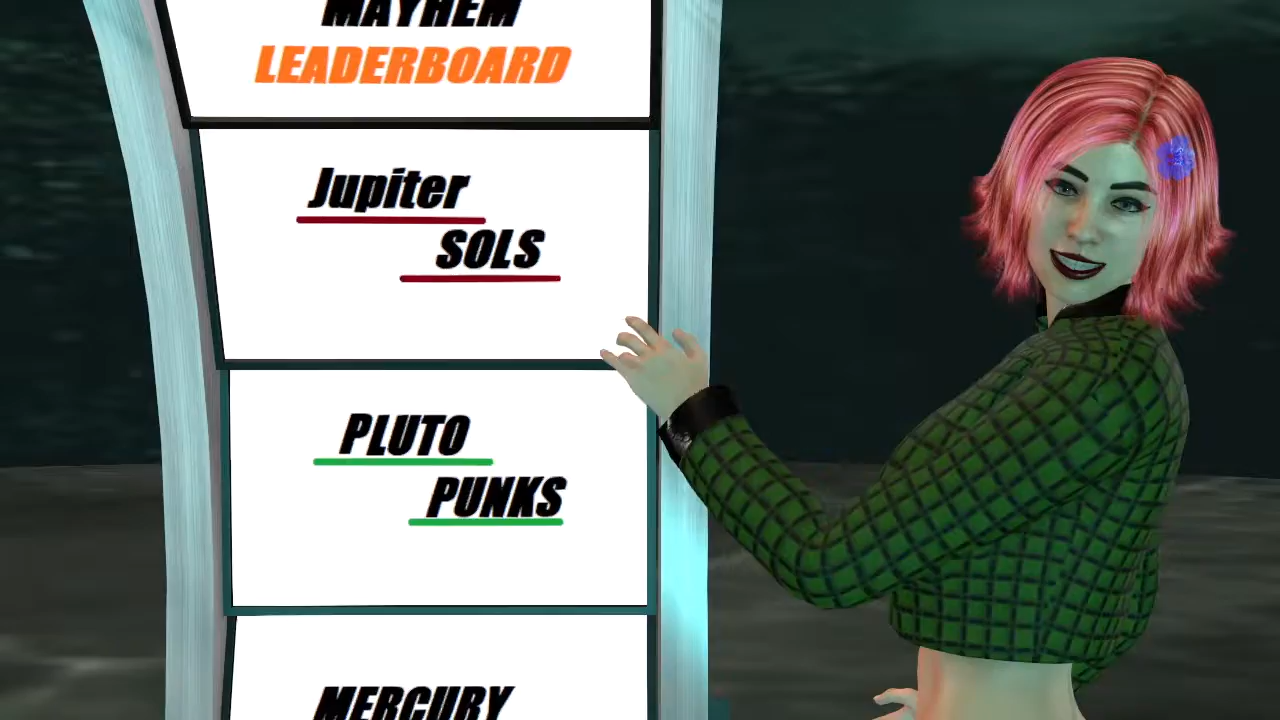 MAYHEM
LEADERBOARD
Jupiter
SOLS
PLUTO
PUNKS
MERCURY